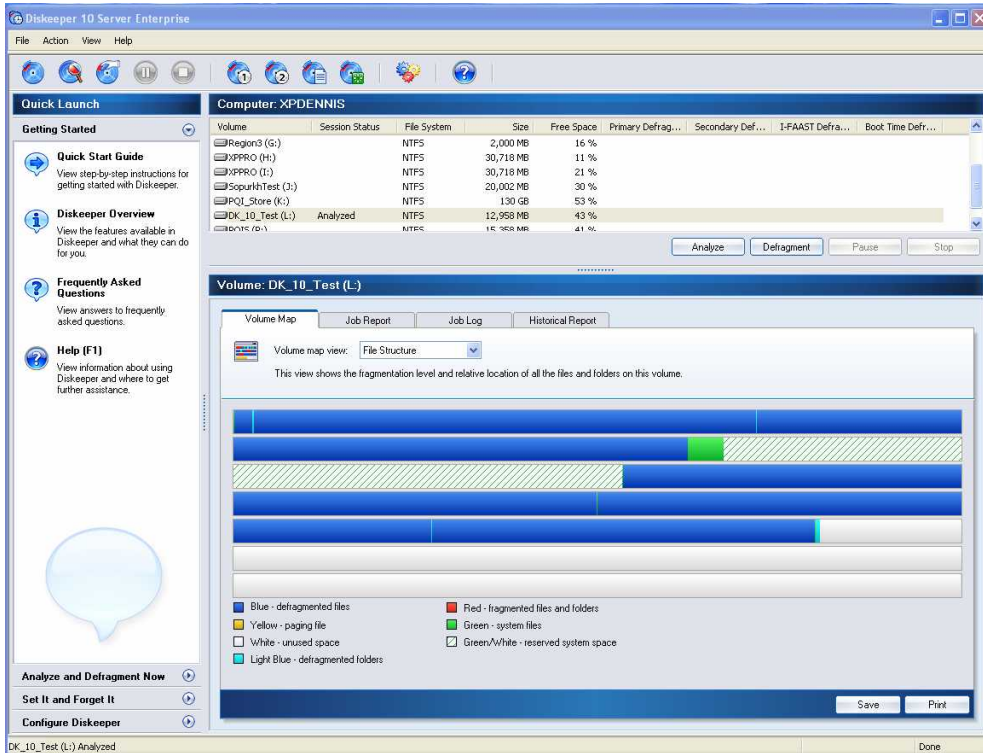 Diskeeper 10 Server Enterprise
File Action View Help
1 2
Quick Launch
Getting Started
Quick Start Guide
View step-by-step instructions for
getting started with Diskeeper.
Diskeeper Overview
View the features available in
Diskeeper and what they can do
for you.
Frequently Asked
Questions
View answers to frequently
asked questions.
Help (F1)
View information about using
Diskeeper and where to get
further assistance.
Analyze and Defragment Now
Set It and Forget It
Configure Diskeeper
Computer: XPDENNIS
Volume Session Status File System Size Free Space Primary Defrag... Secondary Def... I-FAAST Defra... Boot Time Defr...
Region3 (G:) NTFS 2,000 MB 16 %
XPPRO (H:) NTFS 30,718 MB 11 %
XPPRO (I:) NTFS 30,718 MB 21 %
SopurkhTest (J:) NTFS 20,002 MB 30 %
PQI_Store (K:) NTFS 130 GB 53 %
DK_10_Test (L:) Analyzed NTFS 12,958 MB 43 %
NTFS 15,358 MB 41 %
Analyze Defragment Pause Stop
Volume: DK_10_Test (L:)
Volume Map Job Report Job Log Historical Report
Volume map view: File Structure
This view shows the fragmentation level and relative location of all the files and folders on this volume.
Blue - defragmented files Red - fragmented files and folders
Yellow - paging file Green - system files
White - unused space Green/White - reserved system space
Light Blue - defragmented folders
Save Print
DK_10_Test (L:) Analyzed Done